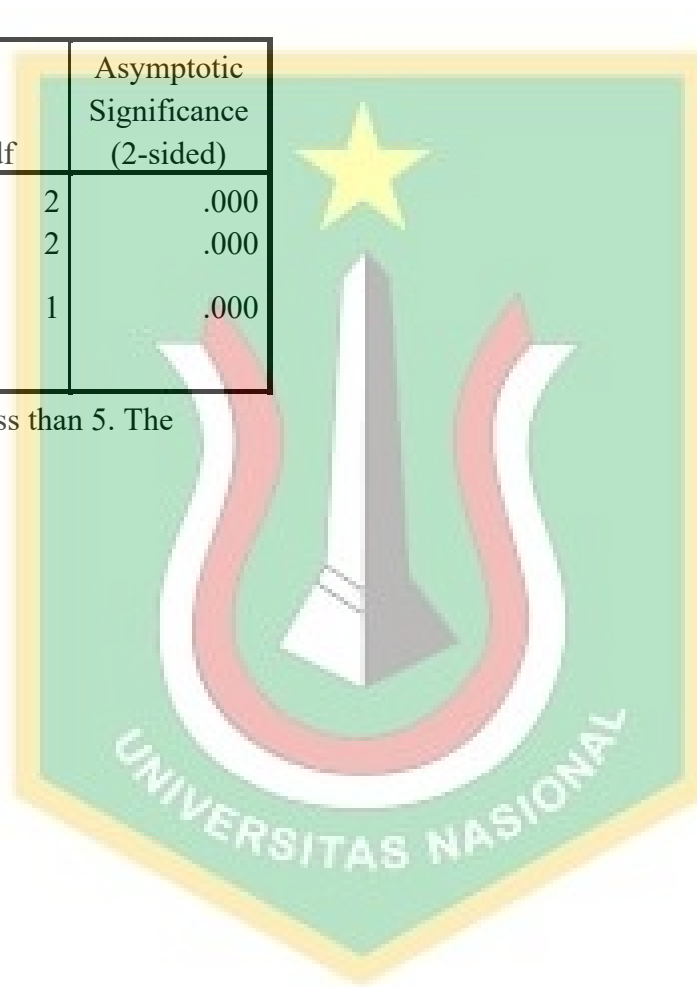 Asymptotic
Significance
df (2-sided)
2 .000
2 .000
1 .000
than 5. The
UNIVERSITAS NASIONAL